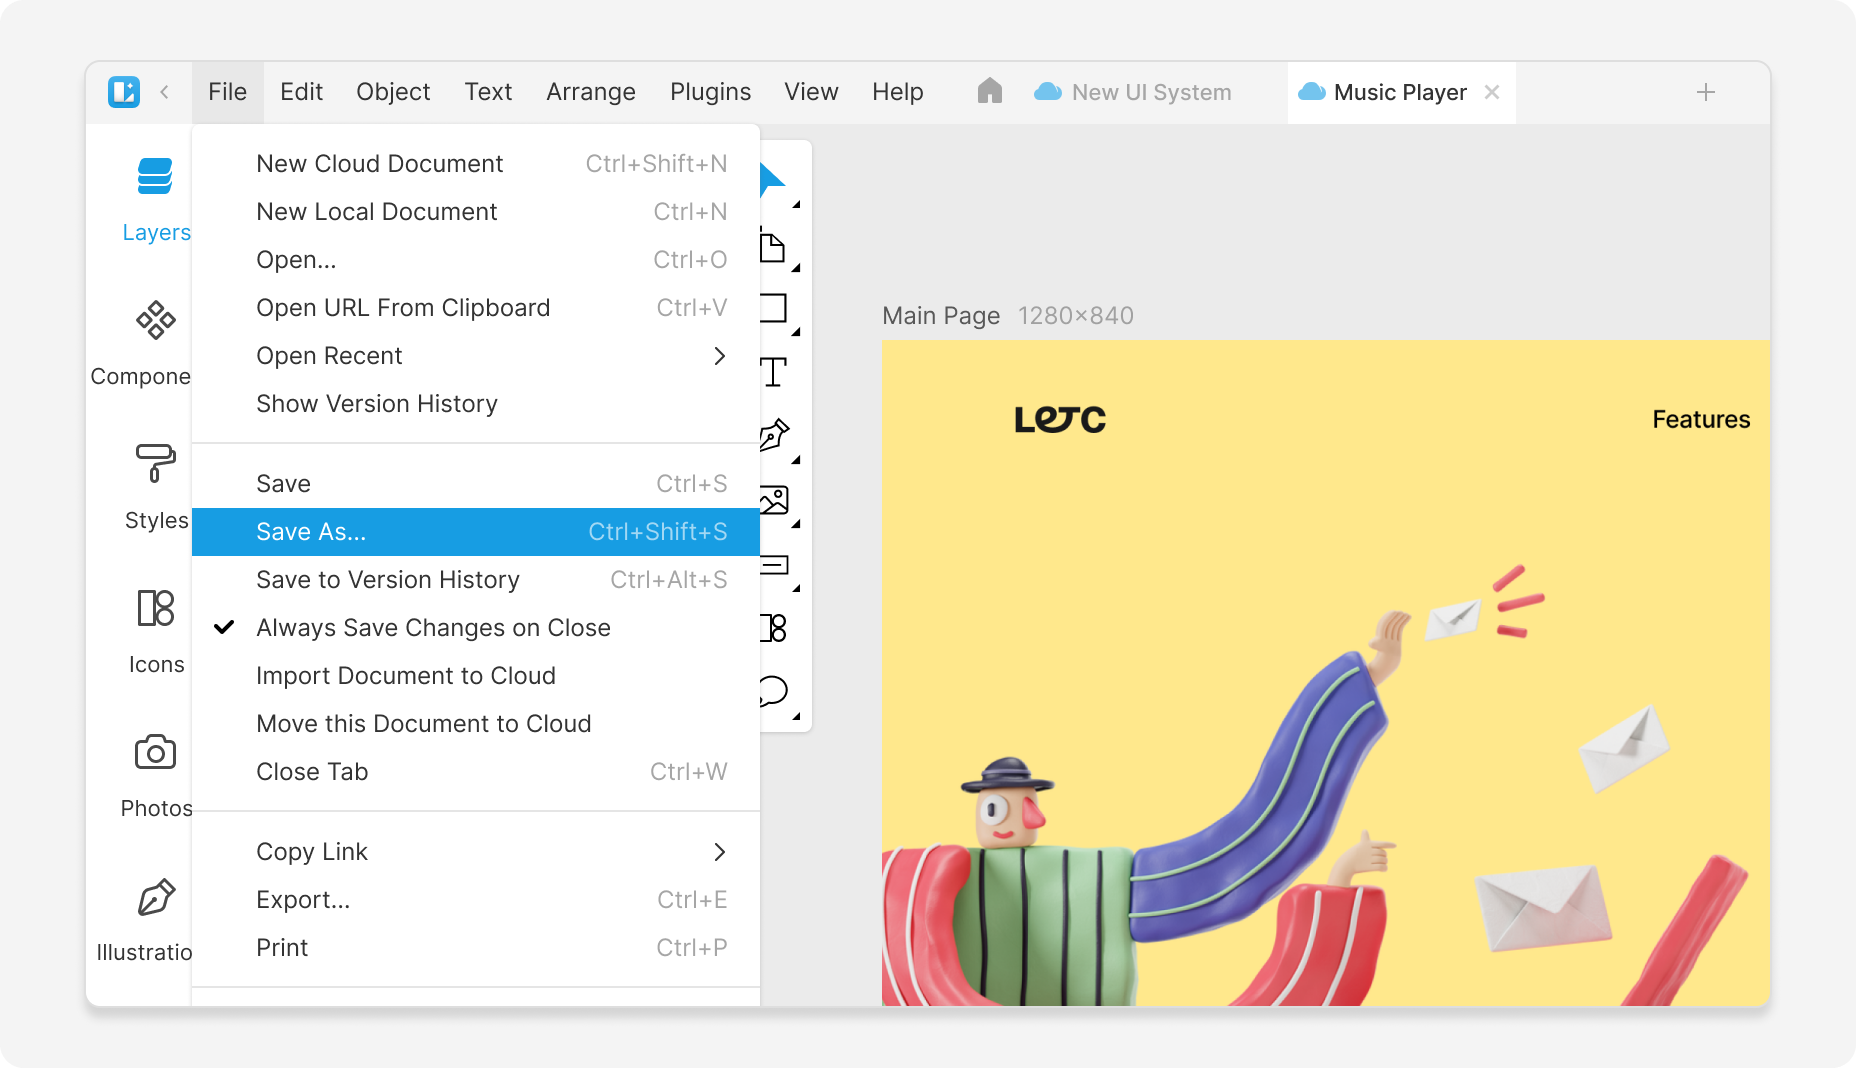 File Edit Object Text Arrange Plugins View Help New UI System Music Player
Layers
Compone
Styles
Icons
Photos
Illustratio
New Cloud Document Ctrl+Shift+N
New Local Document Ctrl+N
Open... Ctrl+O
Open URL From Clipboard Ctrl+V
Open Recent
Show Version History
Save Ctrl+S
Save As... Ctrl+Shift+S
Save to Version History Ctrl+Alt+S
Always Save Changes on Close
Import Document to Cloud
Move this Document to Cloud
Close Tab Ctrl+W
Copy Link
Export... Ctrl+E
Print Ctrl+P
Main Page 1280×840
Features